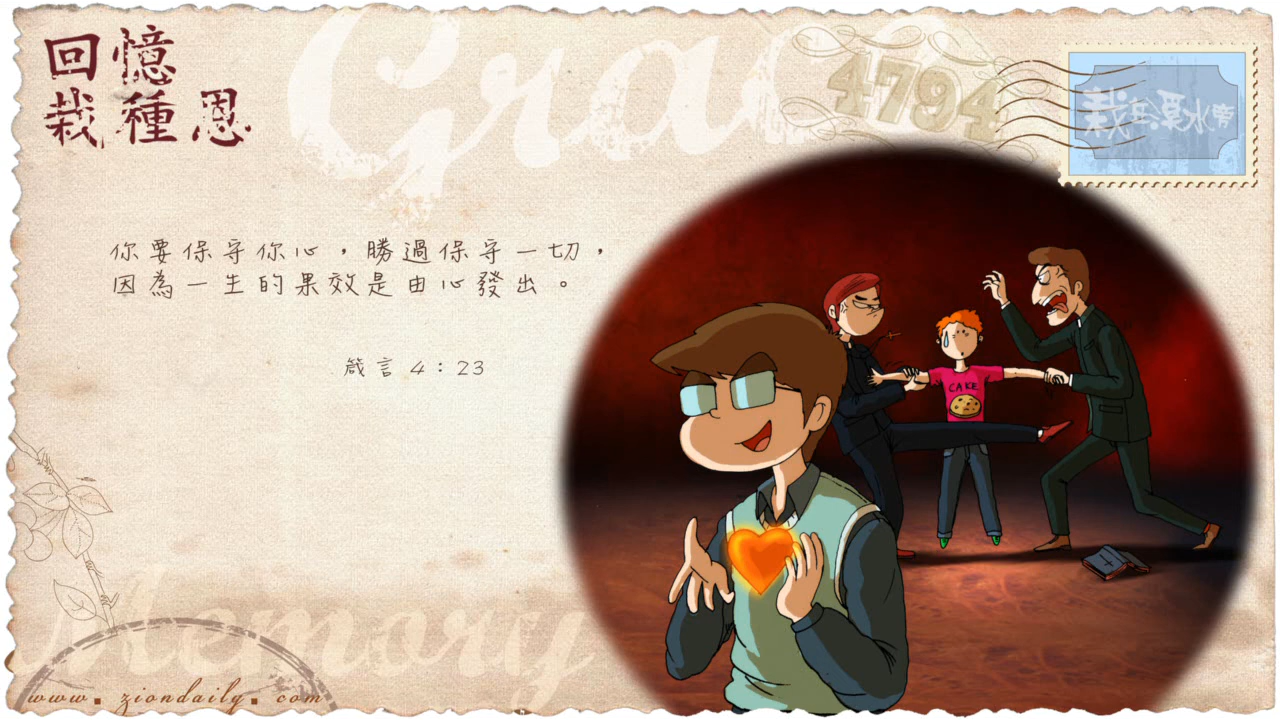 回憶
栽種恩
Grace
4794
你要保守你心，勝過保守一切，
因為一生的果效是由心發出。
箴言 4：23
CAKE
Memory
www.ziondaily.com